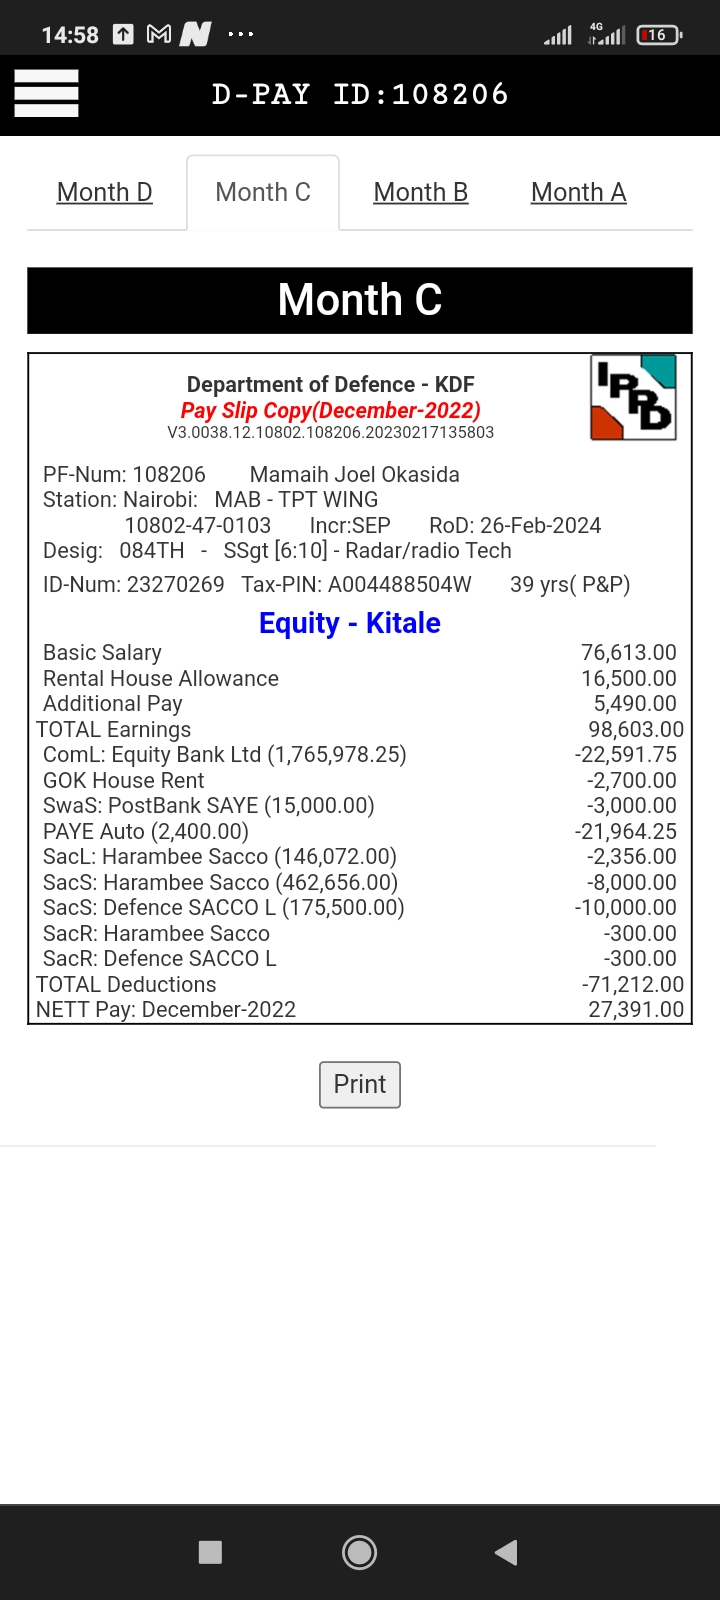 14:58 4G 16
D-PAY ID:108206
Month D Month C Month B Month A
Month C
Department of Defence - KDF
Pay Slip Copy(December-2022)
V3.0038.12.10802.108206.20230217135803
IPPD
PF-Num: 108206 Mamaih Joel Okasida
Station: Nairobi: MAB - TPT WING
10802-47-0103 Incr:SEP RoD: 26-Feb-2024
Desig: 084TH - SSgt [6:10] - Radar/radio Tech
ID-Num: 23270269 Tax-PIN: A004488504W 39 yrs( P&P)
Equity - Kitale
Basic Salary 76,613.00
Rental House Allowance 16,500.00
Additional Pay 5,490.00
TOTAL Earnings 98,603.00
ComL: Equity Bank Ltd (1,765,978.25) -22,591.75
GOK House Rent -2,700.00
SwaS: PostBank SAYE (15,000.00) -3,000.00
PAYE Auto (2,400.00) -21,964.25
SacL: Harambee Sacco (146,072.00) -2,356.00
SacS: Harambee Sacco (462,656.00) -8,000.00
SacS: Defence SACCO L (175,500.00) -10,000.00
SacR: Harambee Sacco -300.00
SacR: Defence SACCO L -300.00
TOTAL Deductions -71,212.00
NETT Pay: December-2022 27,391.00
Print